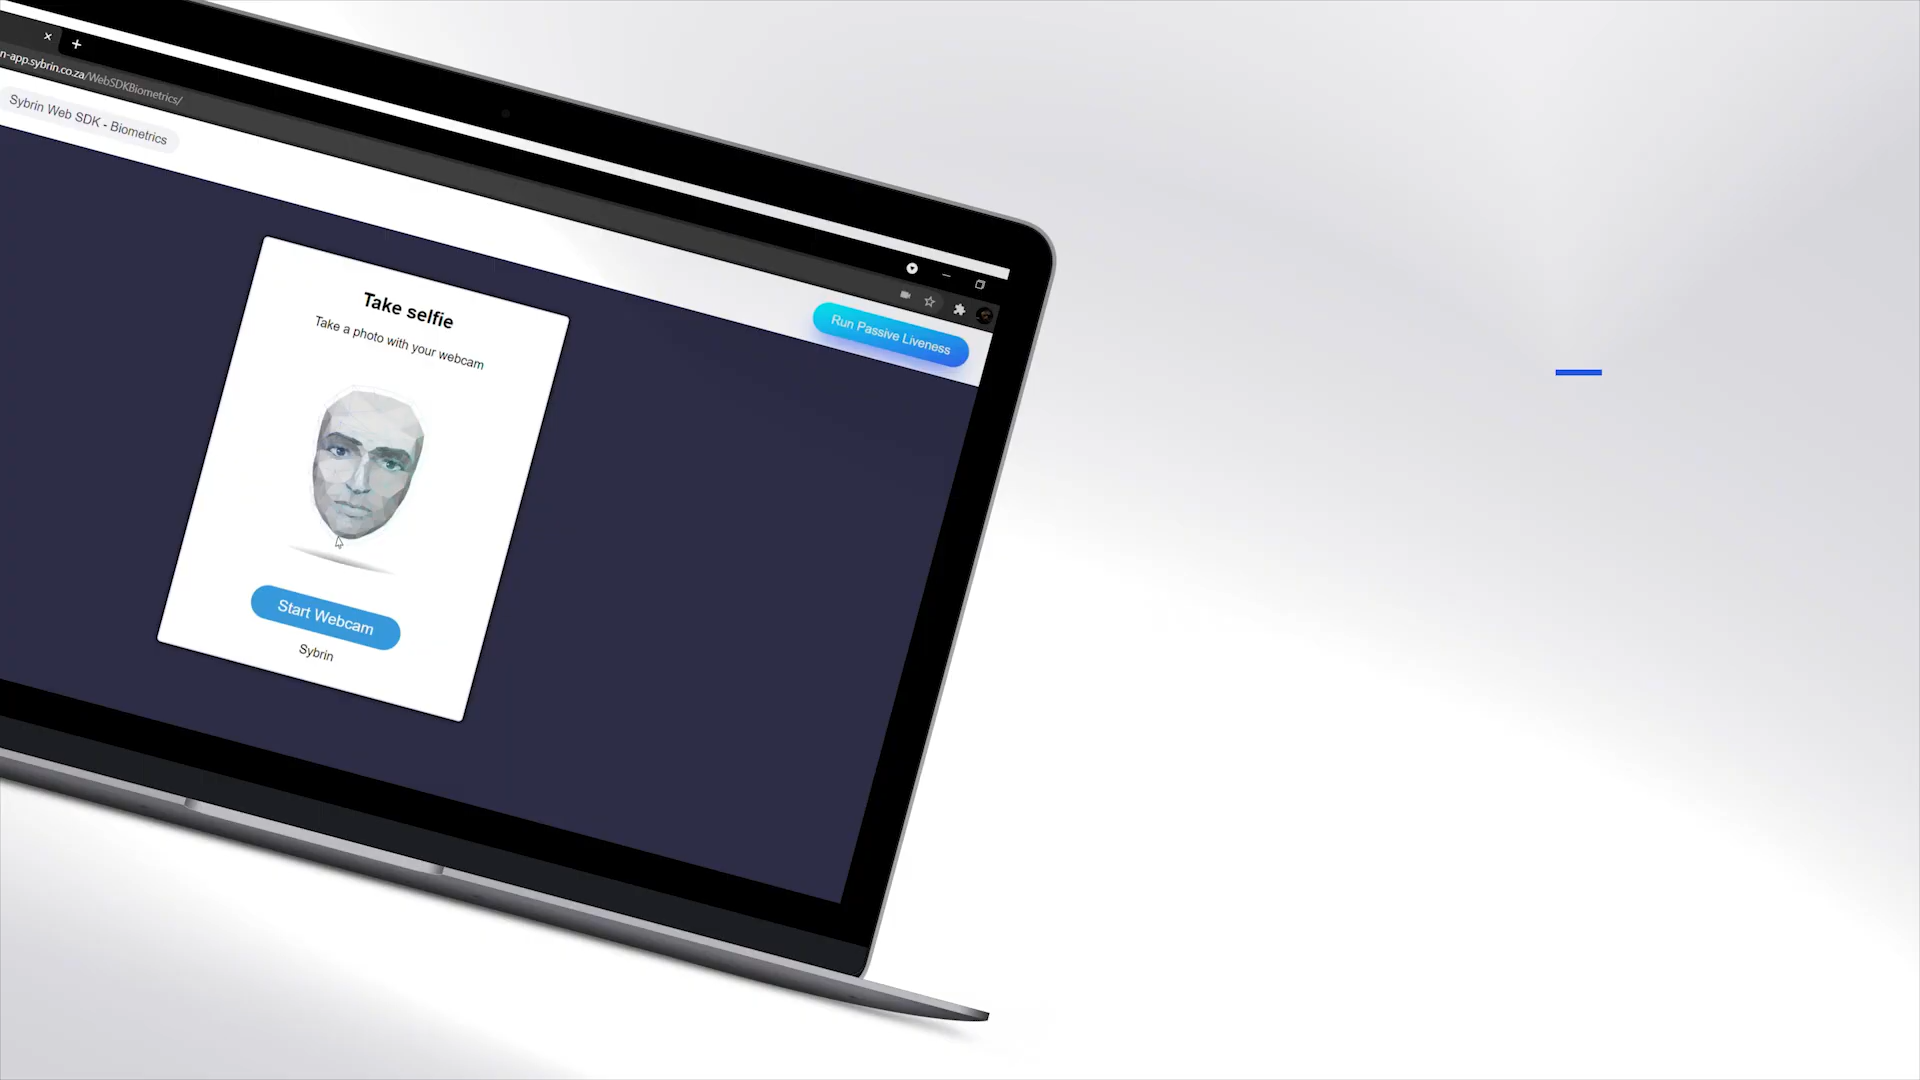 n-app.sybrin.co.za/WebSDKBiometrics/
Sybrin Web SDK - Biometrics
Run Passive Liveness
Take selfie
Take a photo with your webcam
Start Webcam
Sybrin